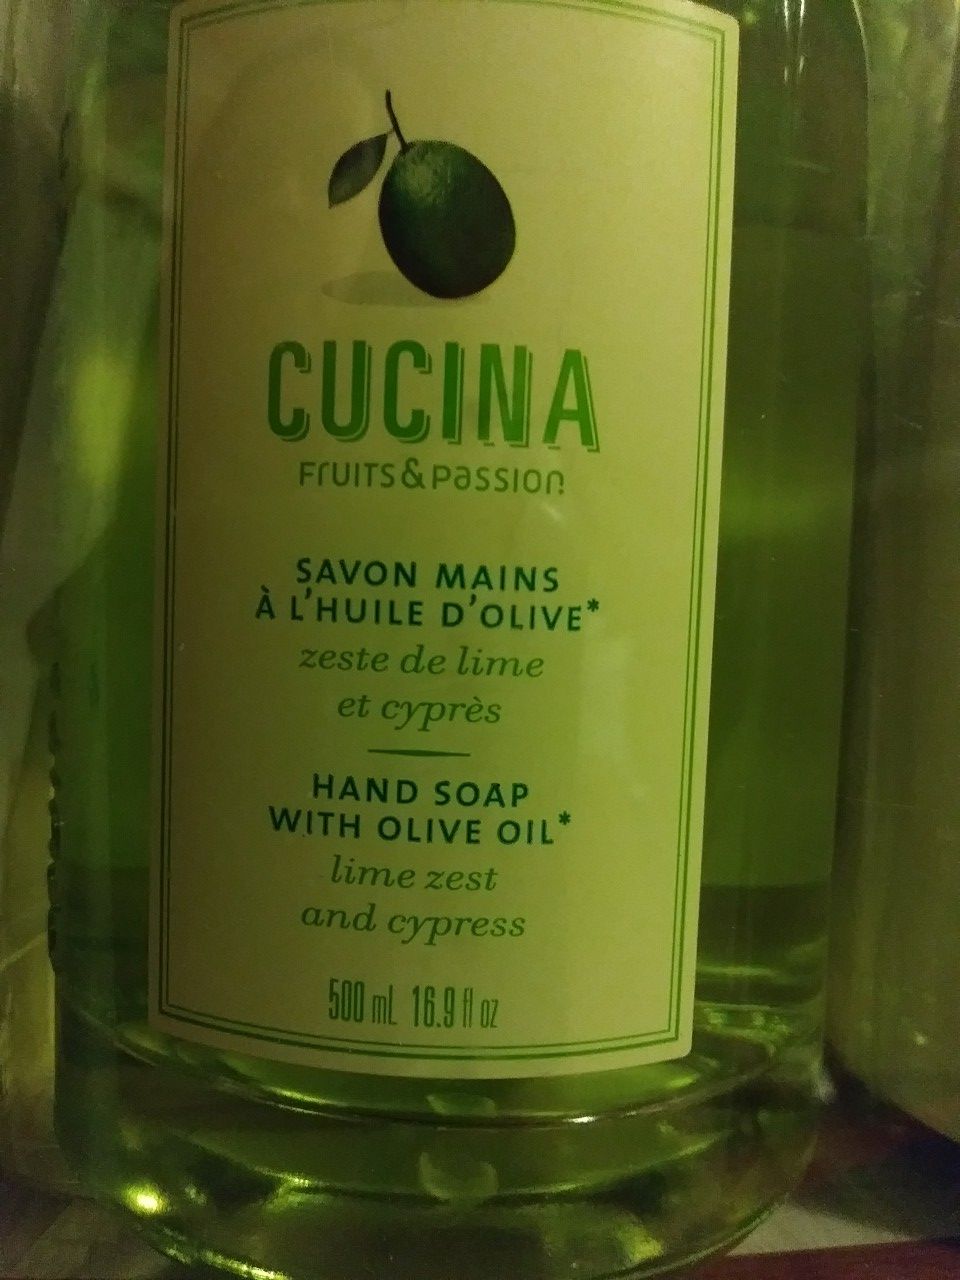 CUCINA
FRUITS&PASSION
SAVON MAINS
À L'HUILE D'OLIVE*
zeste de lime
et cyprès
HAND SOAP
WITH OLIVE OIL*
lime zest
and cypress
500 mL 16.9 fl oz